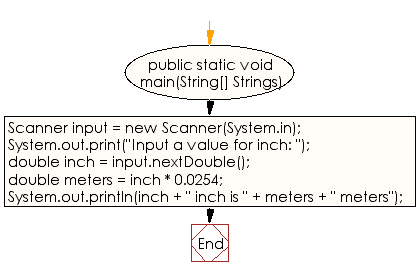 public static void
main(String[] Strings)
Scanner input = new Scanner(System.in);
System.out.print("Input a value for inch: ");
double inch = input.nextDouble();
double meters = inch * 0.0254;
System.out.println(inch + " inch is " + meters + " meters");
End